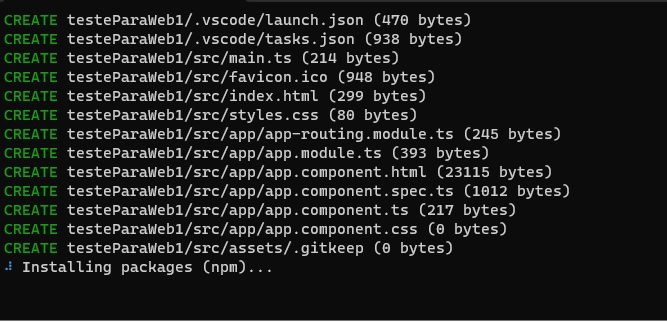 CREATE testeParaWeb1/.vscode/launch.json (470 bytes)
CREATE testeParaWeb1/.vscode/tasks.json (938 bytes)
CREATE testeParaWeb1/src/main.ts (214 bytes)
CREATE testeParaWeb1/src/favicon.ico (948 bytes)
CREATE testeParaWeb1/src/index.html (299 bytes)
CREATE testeParaWeb1/src/styles.css (80 bytes)
CREATE testeParaWeb1/src/app/app-routing.module.ts (245 bytes)
CREATE testeParaWeb1/src/app/app.module.ts (393 bytes)
CREATE testeParaWeb1/src/app/app.component.html (23115 bytes)
CREATE testeParaWeb1/src/app/app.component.spec.ts (1012 bytes)
CREATE testeParaWeb1/src/app/app.component.ts (217 bytes)
CREATE testeParaWeb1/src/app/app.component.css (0 bytes)
CREATE testeParaWeb1/src/assets/.gitkeep (0 bytes)
Installing packages (npm)...